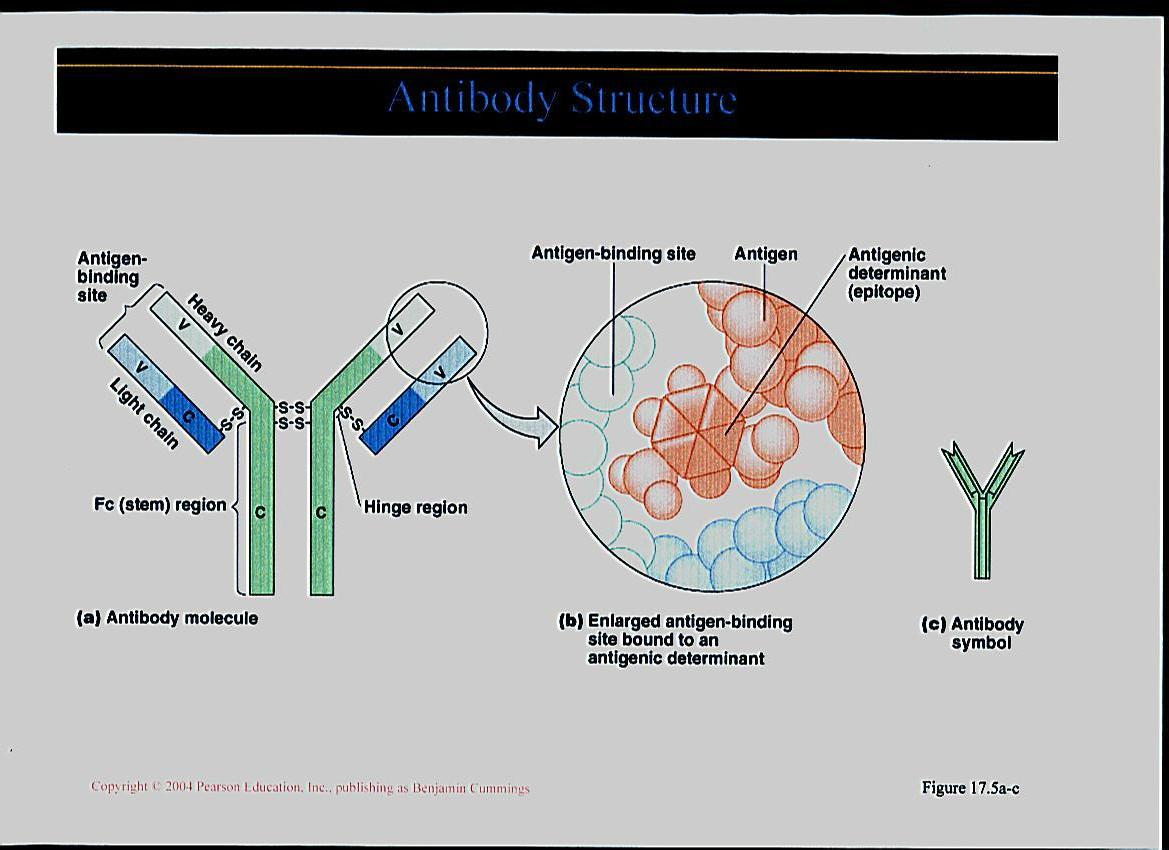 Antibody Structure
Antigen-
binding
site
Heavy chain
V
V
Light chain
C
S-S
-S-S-
-S-S-
S-S
V
V
C
Fc (stem) region
C
C
Hinge region
(a) Antibody molecule
Antigen-binding site
Antigen
Antigenic
determinant
(epitope)
(b) Enlarged antigen-binding
site bound to an
antigenic determinant
(c) Antibody
symbol
Copyright © 2004 Pearson Education, Inc., publishing as Benjamin Cummings
Figure 17.5a-c